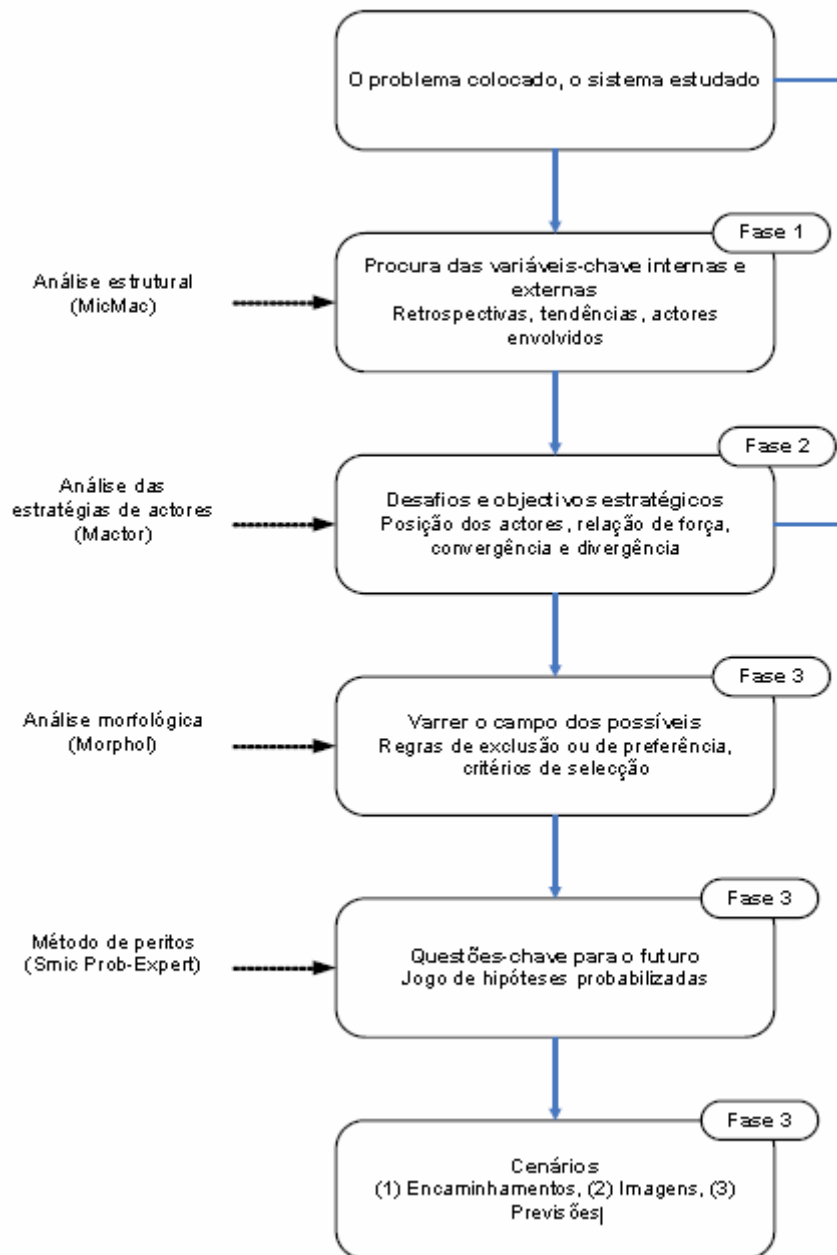 O problema colocado, o sistema estudado
Fase 1
Análise estrutural
(MicMac)
Procura das variáveis-chave internas e
externas
Retrospectivas, tendências, actores
envolvidos
Fase 2
Análise das
estratégias de actores
(Mactor)
Desafios e objectivos estratégicos
Posição dos actores, relação de força,
convergência e divergência
Fase 3
Análise morfológica
(Morphol)
Varrer o campo dos possíveis
Regras de exclusão ou de preferência,
critérios de selecção
Fase 3
Método de peritos
(Smic Prob-Expert)
Questões-chave para o futuro
Jogo de hipóteses probabilizadas
Fase 3
Cenários
(1) Encaminhamentos, (2) Imagens, (3)
Previsões